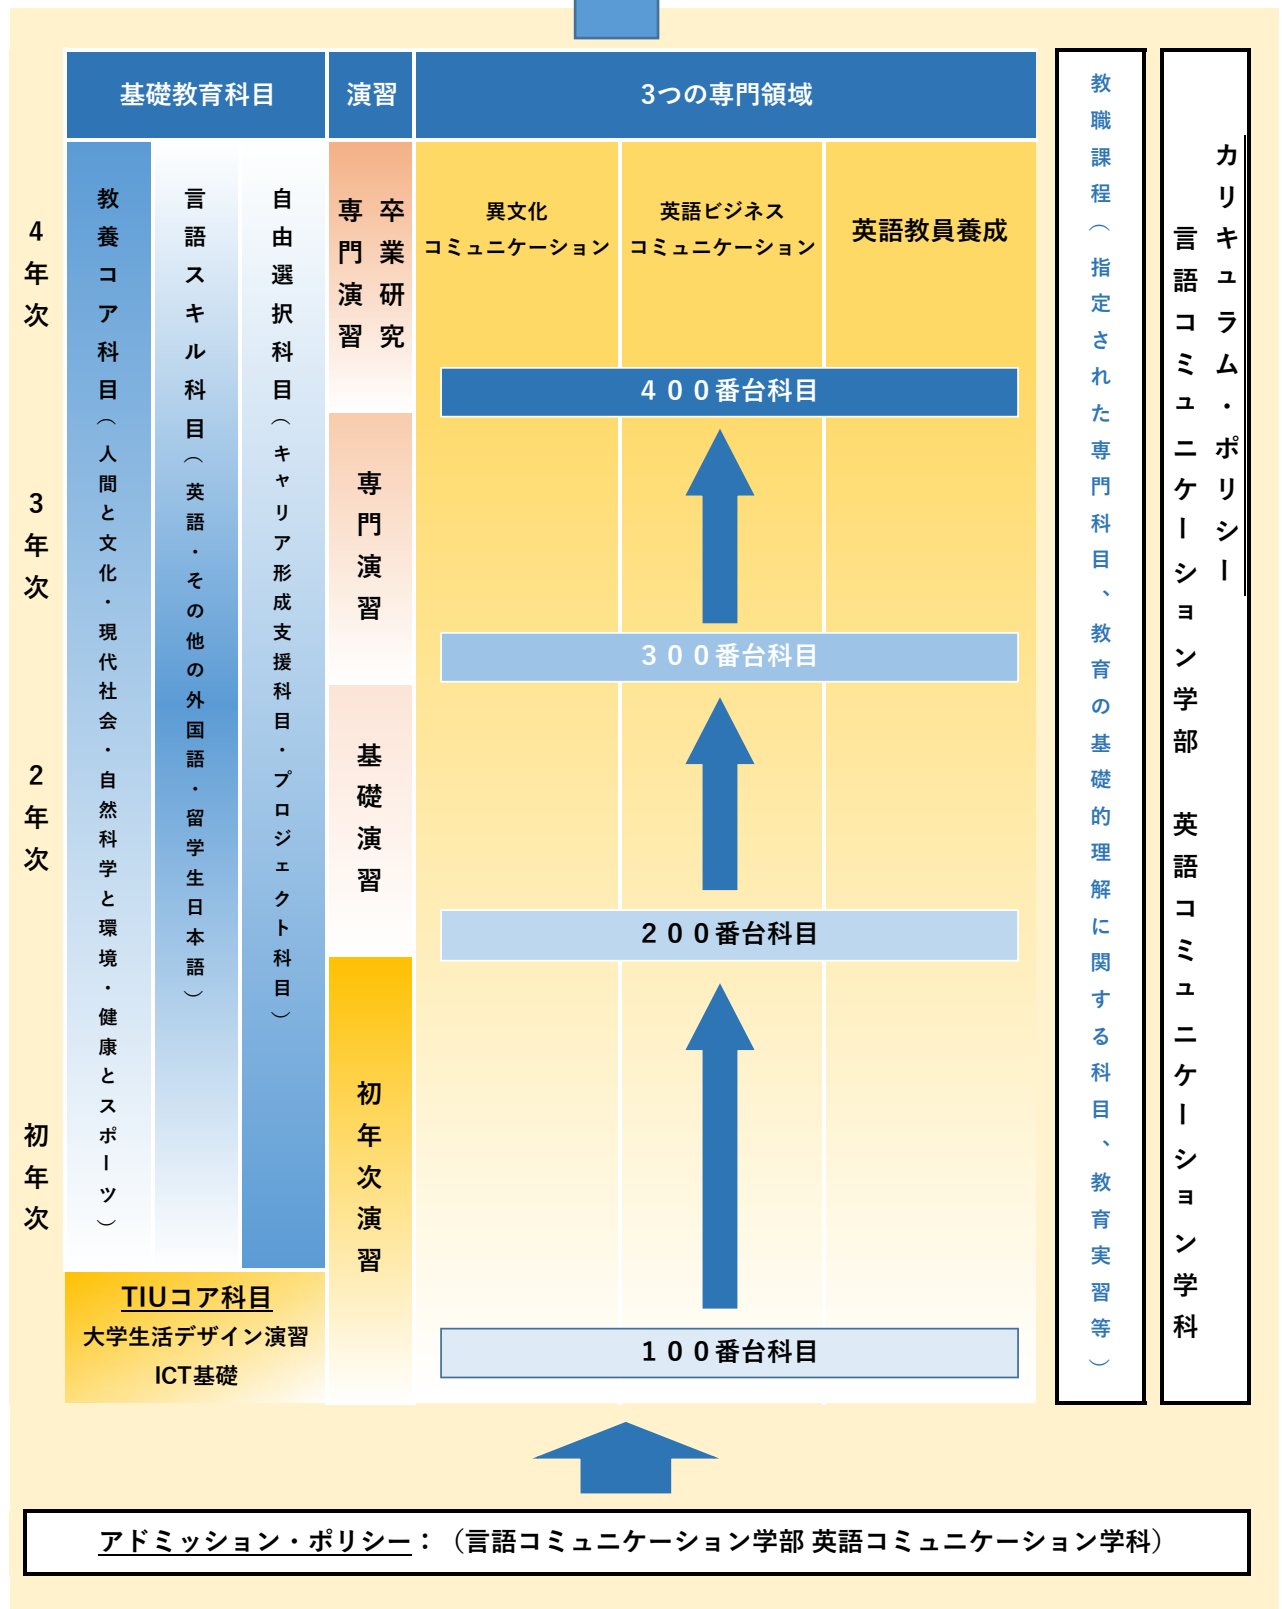 基礎教育科目
演習
3つの専門領域
4年次
3年次
2年次
初年次
教養コア科目（人間と文化・現代社会・自然科学と環境・健康とスポーツ）
言語スキル科目（英語・その他の外国語・留学生日本語）
自由選択科目（キャリア形成支援科目・プロジェクト科目）
卒業研究
専門演習
専門演習
基礎演習
初年次演習
異文化
コミュニケーション
英語ビジネス
コミュニケーション
英語教員養成
４００番台科目
３００番台科目
２００番台科目
１００番台科目
TIUコア科目
大学生活デザイン演習
ICT基礎
教職課程（指定された専門科目、教育の基礎的理解に関する科目、教育実習等）
カリキュラム・ポリシー
言語コミュニケーション学部　英語コミュニケーション学科
アドミッション・ポリシー：（言語コミュニケーション学部 英語コミュニケーション学科）